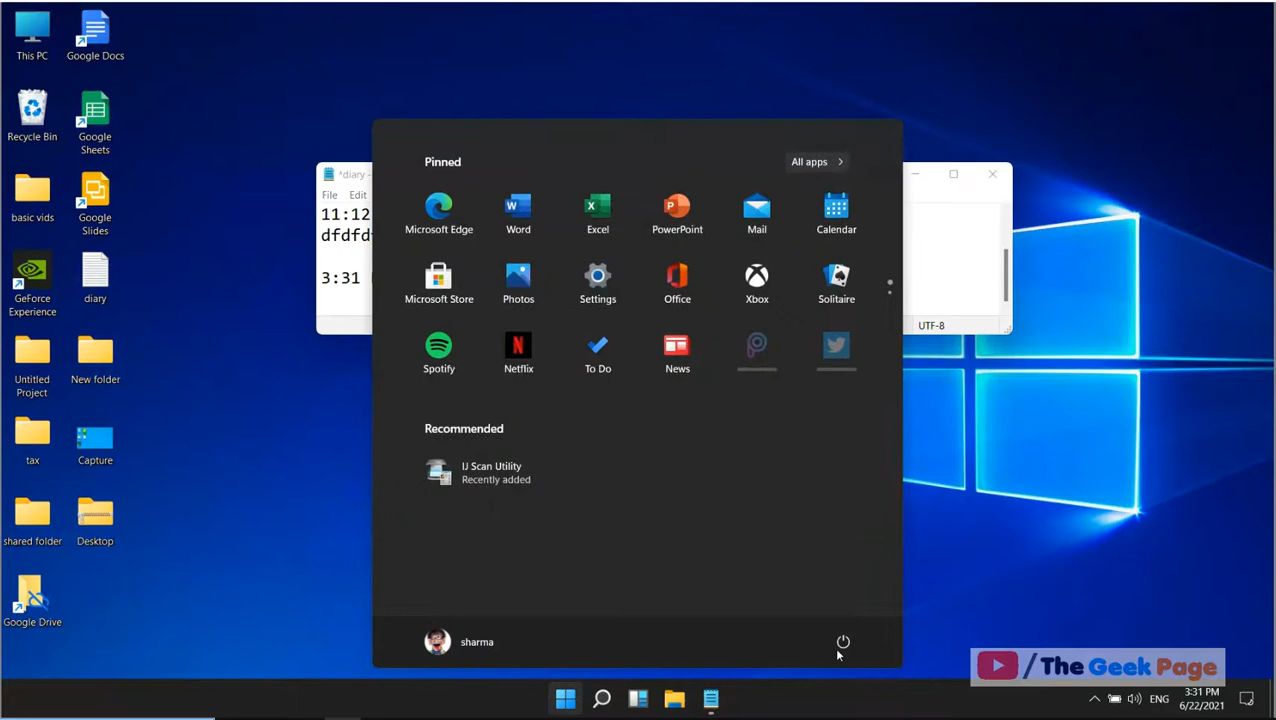 This PC
Google Docs
Recycle Bin
Google
Sheets
basic vids
Google
Slides
GeForce
Experience
diary
Untitled
Project
New folder
tax
Capture
shared folder
Desktop
Google Drive
*diary -
File Edit
11:12
dfdfd
3:31
UTF-8
Pinned
All apps
Microsoft Edge
Word
Excel
PowerPoint
Mail
Calendar
Microsoft Store
Photos
Settings
Office
Xbox
Solitaire
Spotify
Netflix
To Do
News
Recommended
IJ Scan Utility
Recently added
sharma
/ The Geek Page
ENG
3:31 PM
6/22/2021